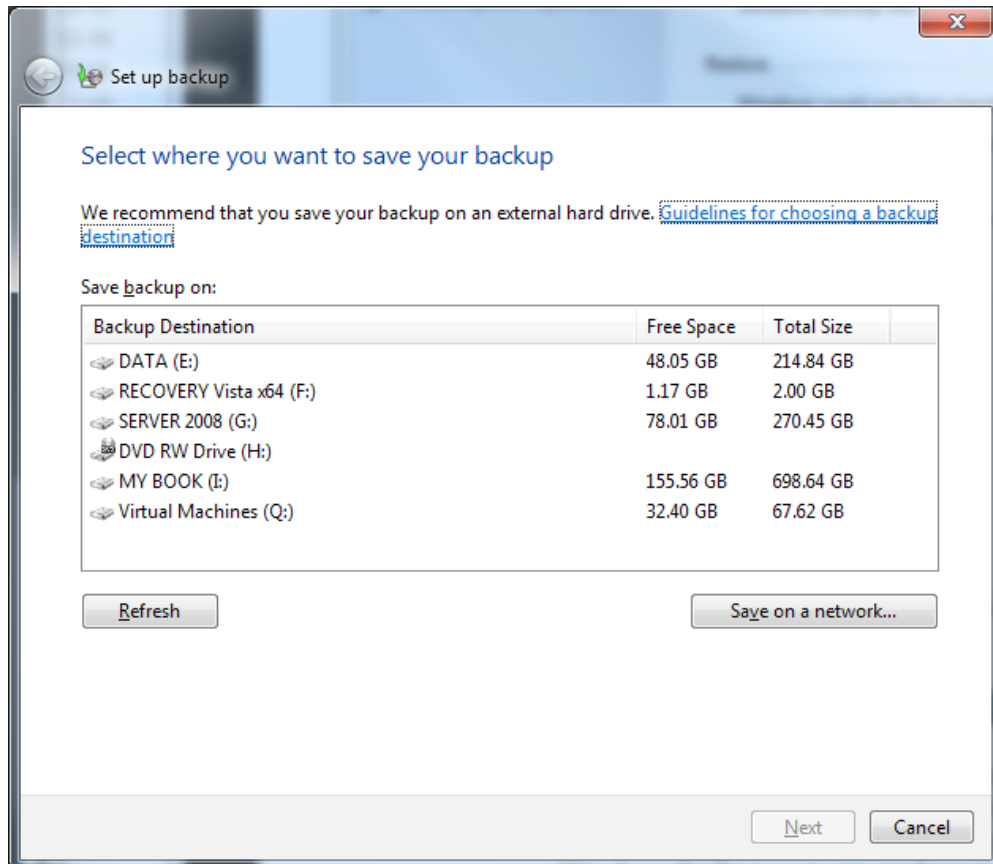 X
Set up backup
Select where you want to save your backup
We recommend that you save your backup on an external hard drive. Guidelines for choosing a backup
destination
Save backup on:
Backup Destination Free Space Total Size
DATA (E:) 48.05 GB 214.84 GB
RECOVERY Vista x64 (F:) 1.17 GB 2.00 GB
SERVER 2008 (G:) 78.01 GB 270.45 GB
DVD RW Drive (H:)
MY BOOK (I:) 155.56 GB 698.64 GB
Virtual Machines (Q:) 32.40 GB 67.62 GB
Refresh Save on a network...
Next Cancel